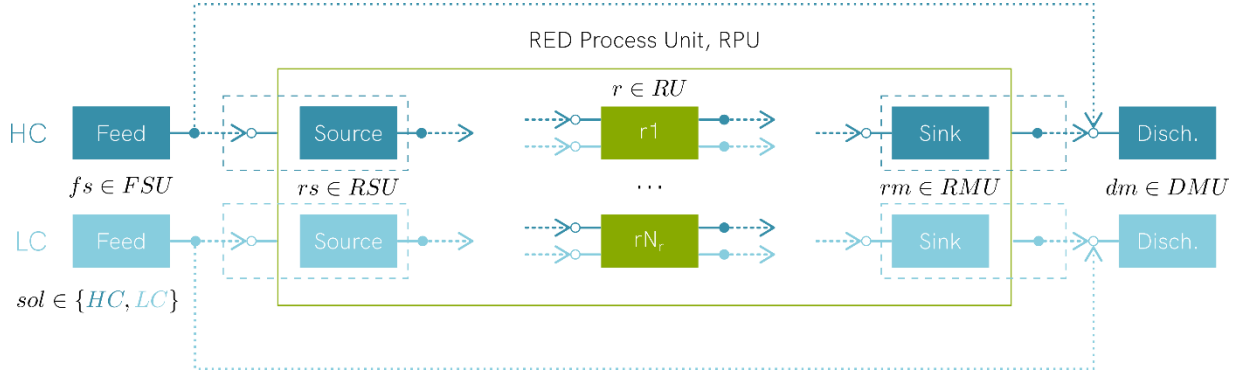 RED Process Unit, RPU
r ∈ RU
HC Feed Source r1 Sink Disch.
fs ∈ FSU rs ∈ RSU ... rm ∈ RMU dm ∈ DMU
LC Feed Source rNᵣ Sink Disch.
sol ∈ {HC, LC}